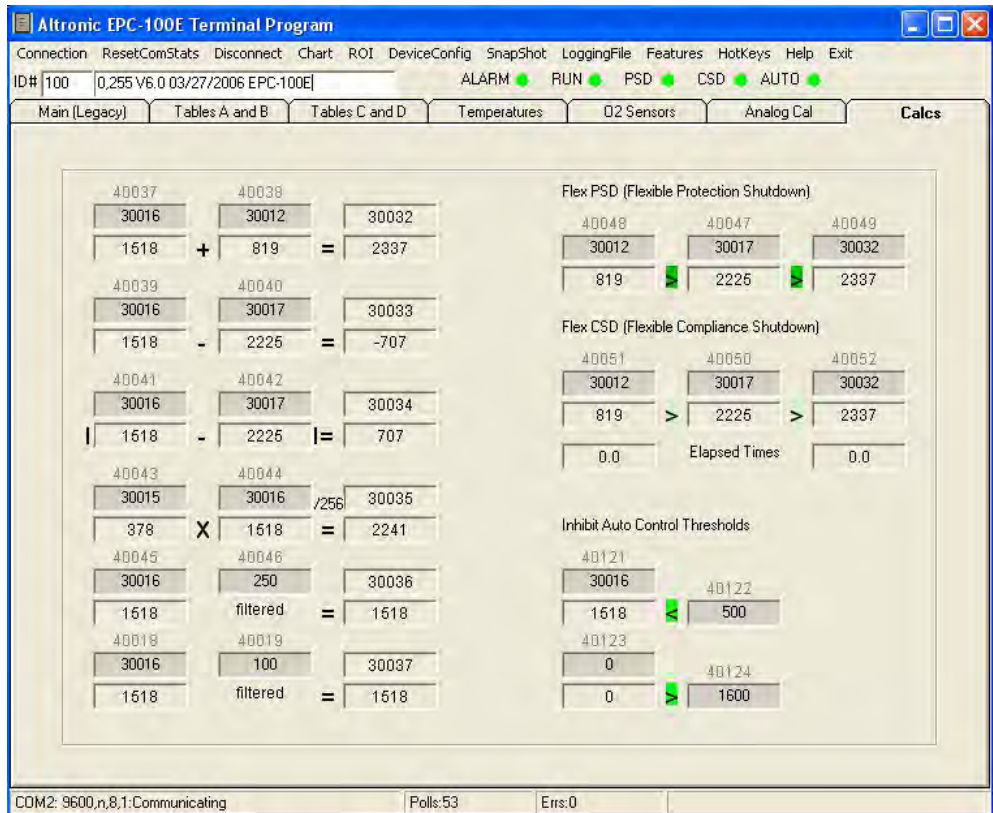 Altronic EPC-100E Terminal Program
Connection ResetComStats Disconnect Chart ROI DeviceConfig SnapShot LoggingFile Features HotKeys Help Exit
ID# 100 0,255 V6.0 03/27/2006 EPC-100E ALARM RUN PSD CSD AUTO
Main (Legacy) Tables A and B Tables C and D Temperatures O2 Sensors Analog Cal Calcs
40037 40038
30016 30012 30032
1518 + 819 = 2337
40039 40040
30016 30017 30033
1518 - 2225 = -707
40041 40042
30016 30017 30034
| 1518 - 2225 |= 707
40043 40044
30015 30016 /256 30035
378 X 1518 = 2241
40045 40046
30016 250 30036
1518 filtered = 1518
40018 40019
30016 100 30037
1518 filtered = 1518
Flex PSD (Flexible Protection Shutdown)
40048 40047 40049
30012 30017 30032
819 > 2225 > 2337
Flex CSD (Flexible Compliance Shutdown)
40051 40050 40052
30012 30017 30032
819 > 2225 > 2337
0.0 Elapsed Times 0.0
Inhibit Auto Control Thresholds
40121
30016 40122
1518 < 500
40123
0 40124
0 > 1600
COM2: 9600,n,8,1:Communicating Polls:53 Errs:0